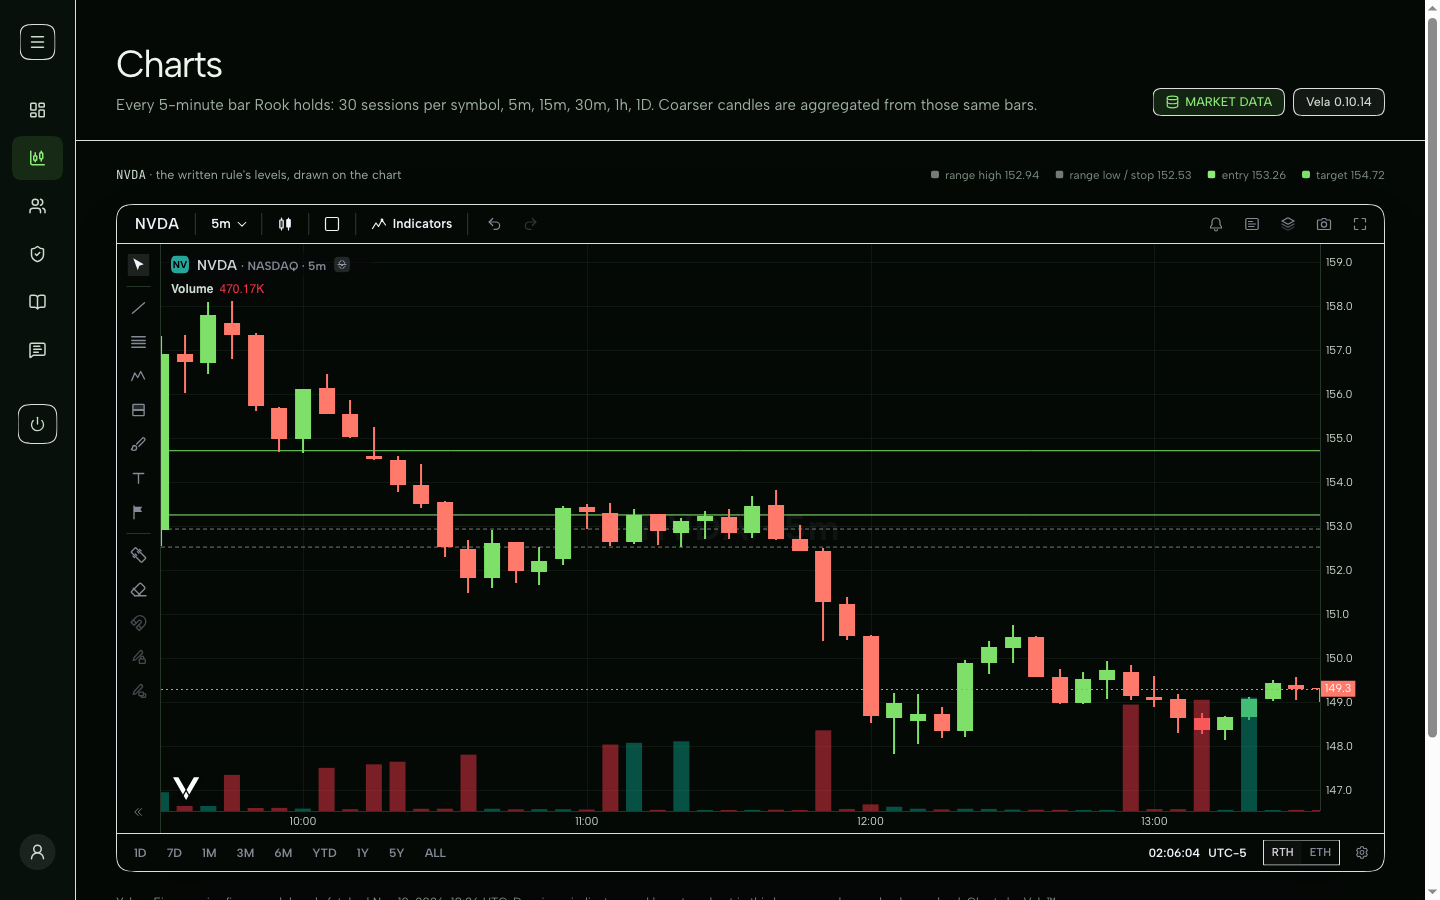 Charts
Every 5-minute bar Rook holds: 30 sessions per symbol, 5m, 15m, 30m, 1h, 1D. Coarser candles are aggregated from those same bars.
MARKET DATA
Vela 0.10.14
NVDA · the written rule's levels, drawn on the chart
range high 152.94
range low / stop 152.53
entry 153.26
target 154.72
NVDA
5m
Indicators
NV NVDA · NASDAQ · 5m
Volume 470.17K
159.0
158.0
157.0
156.0
155.0
154.0
153.0
152.0
151.0
150.0
149.3
149.0
148.0
147.0
10:00
11:00
12:00
13:00
1D 7D 1M 3M 6M YTD 1Y 5Y ALL
02:06:04 UTC-5
RTH ETH